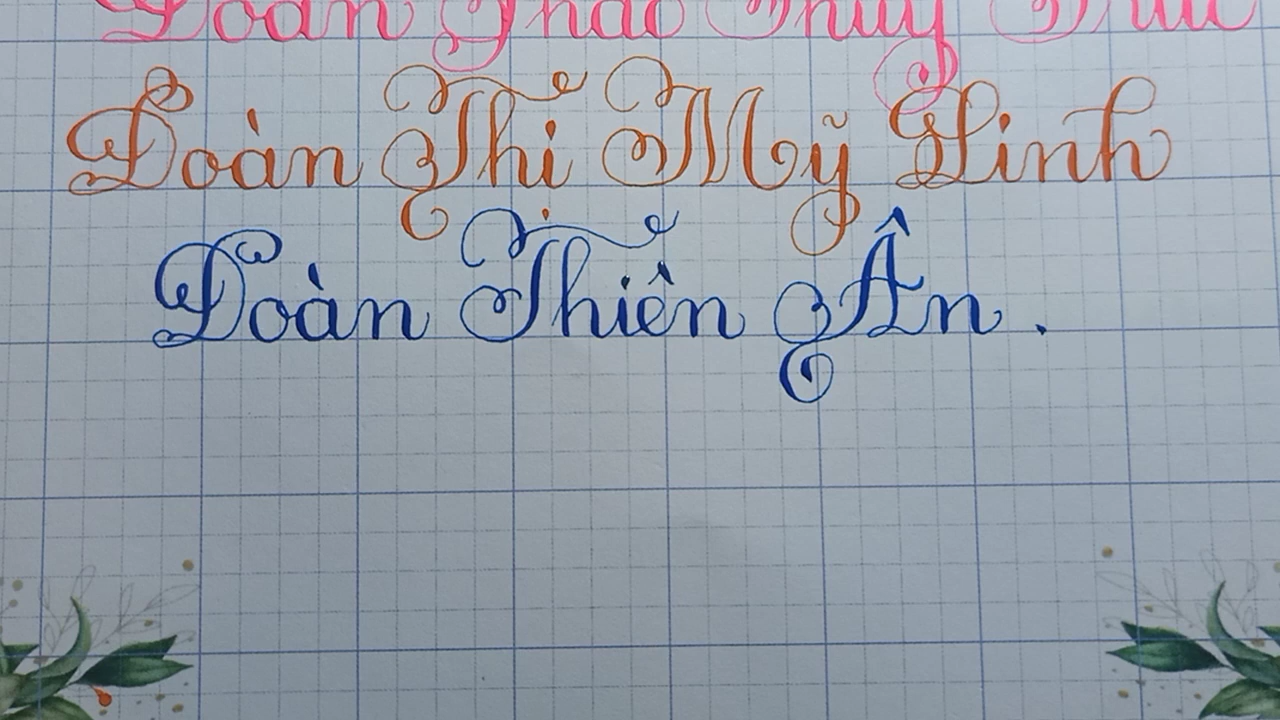 Đoàn Thị Mỹ Linh
Đoàn Thiên Ân .